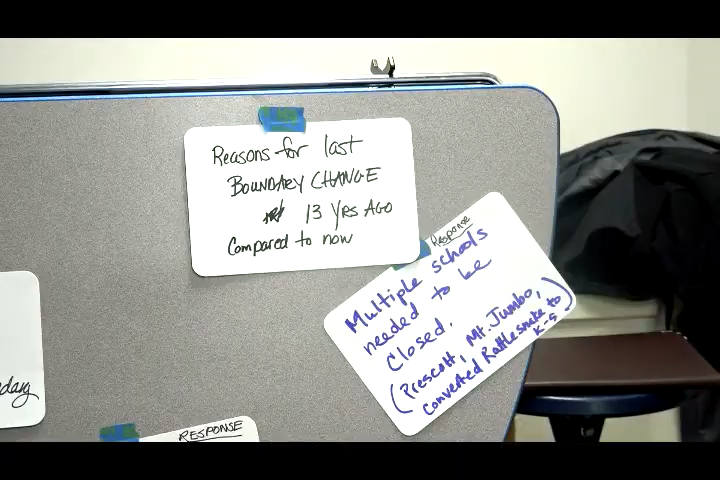 Reasons for last
BOUNDARY CHANGE
13 YRS AGO
Compared to now
Response
Multiple schools
needed to be
closed.
(Prescott, Mt. Jumbo,
converted Rattlesnake to
K-5)
RESPONSE